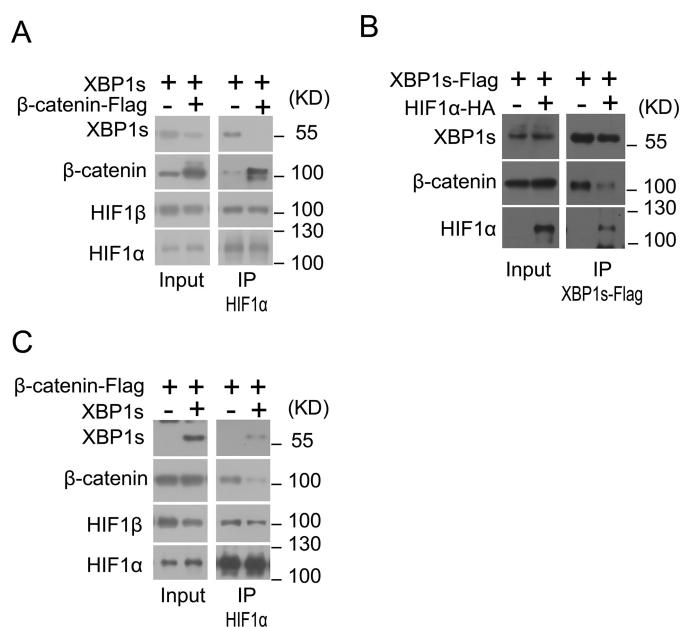 A
XBP1s + + + +
β-catenin-Flag - + - + (KD)
XBP1s 55
β-catenin 100
HIF1β 100
130
HIF1α
100
Input IP
HIF1α
B
XBP1s-Flag + + + +
HIF1α-HA - + - + (KD)
XBP1s 55
β-catenin 100
130
HIF1α
100
Input IP
XBP1s-Flag
C
β-catenin-Flag + + + +
XBP1s - + - + (KD)
XBP1s 55
β-catenin 100
HIF1β 100
130
HIF1α
100
Input IP
HIF1α